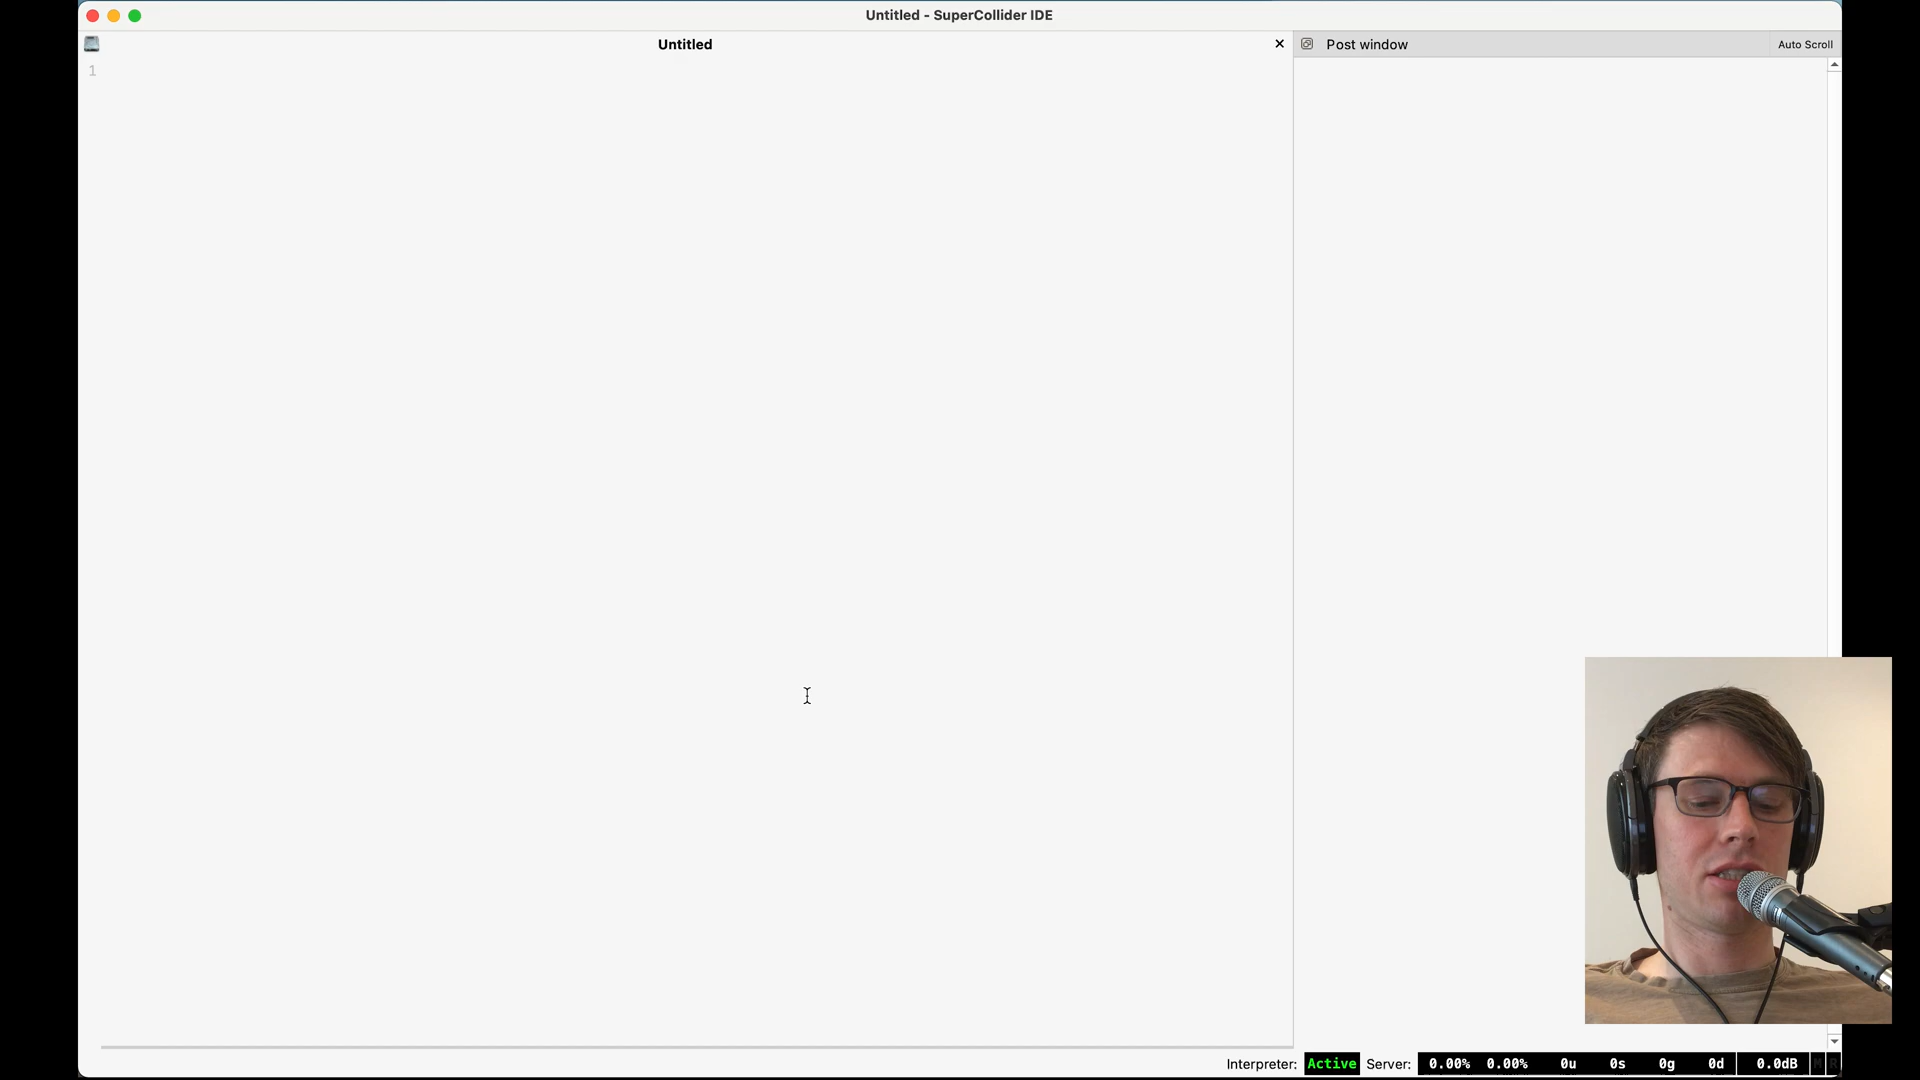 Untitled - SuperCollider IDE
Untitled
Post window
Auto Scroll
1
Interpreter: Active Server: 0.00% 0.00% 0u 0s 0g 0d 0.0dB